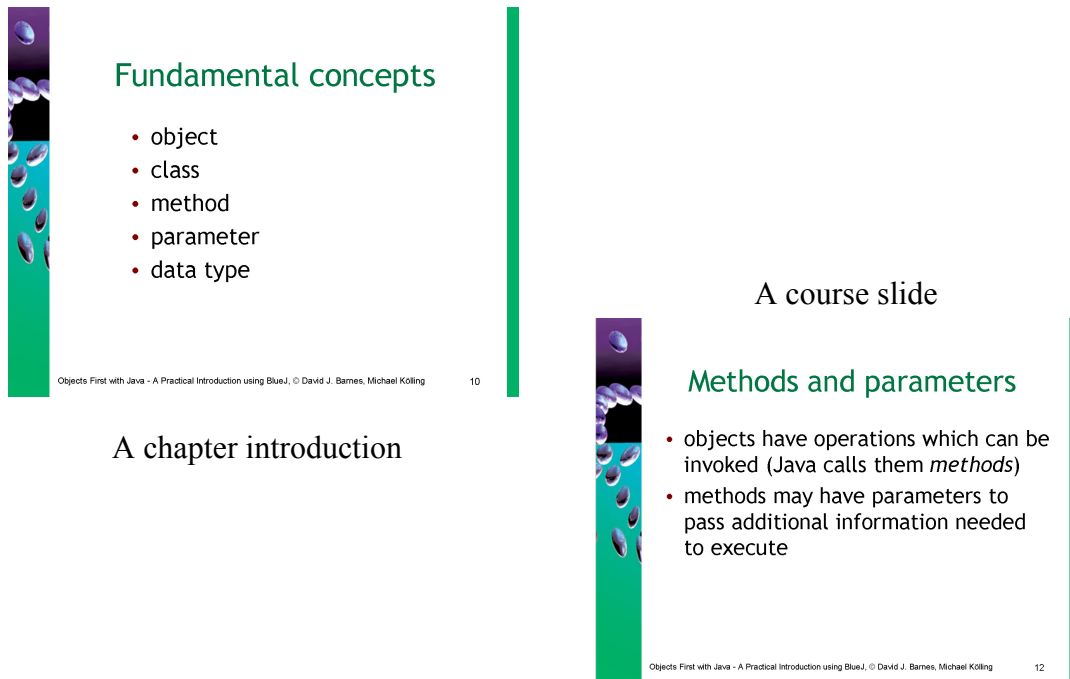 Fundamental concepts
• object
• class
• method
• parameter
• data type
Objects First with Java - A Practical Introduction using BlueJ, © David J. Barnes, Michael Kölling
10
A chapter introduction
A course slide
Methods and parameters
• objects have operations which can be
invoked (Java calls them methods)
• methods may have parameters to
pass additional information needed
to execute
Objects First with Java - A Practical Introduction using BlueJ, © David J. Barnes, Michael Kölling
12